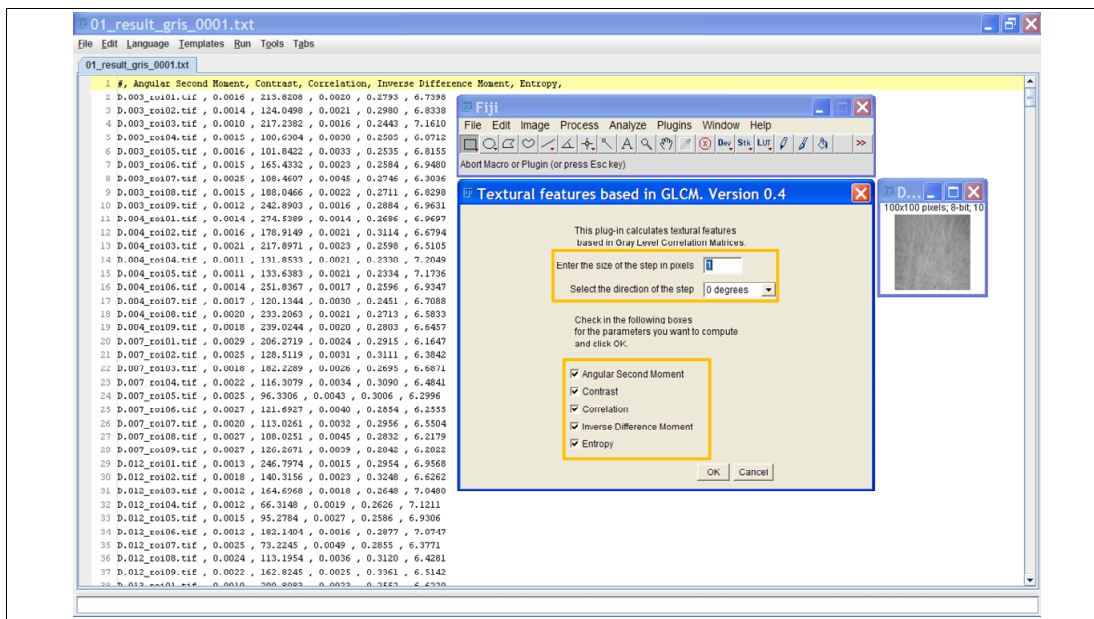 01_result_gris_0001.txt
File Edit Language Templates Run Tools Tabs
01_result_gris_0001.txt
1 #, Angular Second Moment, Contrast, Correlation, Inverse Difference Moment, Entropy,
2 D.003_roi01.tif , 0.0016 , 213.8208 , 0.0020 , 0.2793 , 6.7398
3 D.003_roi02.tif , 0.0014 , 124.0498 , 0.0021 , 0.2980 , 6.8338
4 D.003_roi03.tif , 0.0010 , 217.2382 , 0.0016 , 0.2443 , 7.1610
5 D.003_roi04.tif , 0.0015 , 0.0030 , 0.2505
6 D.003_roi05.tif , 0.0016 , 101.8422 , 0.0033 , 0.2535 , 6.8155
7 D.003_roi06.tif , 0.0015 , 165.4332 , 0.0023 , 0.2584 , 6.9480
8 D.003_roi07.tif , 0.0025 , 108.4607 , 0.0045 , 0.2746 , 6.3036
9 D.003_roi08.tif , 0.0015 , 188.0466 , 0.0022 , 0.2711 , 6.8298
10 D.003_roi09.tif , 0.0012 , 242.8903 , 0.0016 , 0.2884 , 6.9631
11 D.004_roi01.tif , 0.0014 , 274.5389 , 0.0014 , 0.2686 , 6.9697
12 D.004_roi02.tif , 0.0016 , 178.9149 , 0.0021 , 0.3114 , 6.6794
13 D.004_roi03.tif , 0.0021 , 217.8971 , 0.0023 , 0.2598 , 6.5105
14 D.004_roi04.tif , 0.0011 , 131.8533 , 0.0021 , 0.2330 , 7.2049
15 D.004_roi05.tif , 0.0011 , 133.6383 , 0.0021 , 0.2334 , 7.1736
16 D.004_roi06.tif , 0.0014 , 251.8367 , 0.0017 , 0.2596 , 6.9347
17 D.004_roi07.tif , 0.0017 , 120.1344 , 0.0030 , 0.2451 , 6.7088
18 D.004_roi08.tif , 0.0020 , 233.2063 , 0.0021 , 0.2713 , 6.5833
19 D.004_roi09.tif , 0.0018 , 239.0244 , 0.0020 , 0.2803 , 6.6457
20 D.007_roi01.tif , 0.0029 , 206.2719 , 0.0024 , 0.2915 , 6.1647
21 D.007_roi02.tif , 0.0025 , 128.5119 , 0.0031 , 0.3111 , 6.3842
22 D.007_roi03.tif , 0.0018 , 182.2289 , 0.0026 , 0.2695 , 6.6871
23 D.007_roi04.tif , 0.0022 , 116.3079 , 0.0034 , 0.3090 , 6.4841
24 D.007_roi05.tif , 0.0025 , 96.3306 , 0.0043 , 0.3006 , 6.2996
25 D.007_roi06.tif , 0.0027 , 121.6927 , 0.0040 , 0.2854 , 6.2555
26 D.007_roi07.tif , 0.0020 , 113.0261 , 0.0032 , 0.2956 , 6.5504
27 D.007_roi08.tif , 0.0027 , 108.0251 , 0.0045 , 0.2832 , 6.2179
28 D.007_roi09.tif , 0.0027 , 126.2671 , 0.0039
29 D.012_roi01.tif , 0.0013 , 246.7974 , 0.0015 , 0.2954 , 6.9568
30 D.012_roi02.tif , 0.0018 , 140.3156 , 0.0023 , 0.3248 , 6.6262
31 D.012_roi03.tif , 0.0012 , 164.6968 , 0.0018 , 0.2648 , 7.0480
32 D.012_roi04.tif , 0.0012 , 66.3148 , 0.0019 , 0.2626 , 7.1211
33 D.012_roi05.tif , 0.0015 , 95.2784 , 0.0027 , 0.2586 , 6.9306
34 D.012_roi06.tif , 0.0012 , 182.1404 , 0.0016 , 0.2877 , 7.0747
35 D.012_roi07.tif , 0.0025 , 73.2245 , 0.0049 , 0.2855 , 6.3771
36 D.012_roi08.tif , 0.0024 , 113.1954 , 0.0036 , 0.3120 , 6.4281
37 D.012_roi09.tif , 0.0022 , 162.8245 , 0.0025 , 0.3361 , 6.5142
Fiji
File Edit Image Process Analyze Plugins Window Help
A Dev Stk LUT >>
Abort Macro or Plugin (or press Esc key)
Textural features based in GLCM. Version 0.4
This plug-in calculates textural features
based in Gray Level Correlation Matrices.
Enter the size of the step in pixels 1
Select the direction of the step 0 degrees
Check in the following boxes
for the parameters you want to compute
and click OK.
Angular Second Moment
Contrast
Correlation
Inverse Difference Moment
Entropy
OK Cancel
D...
100x100 pixels; 8-bit; 10